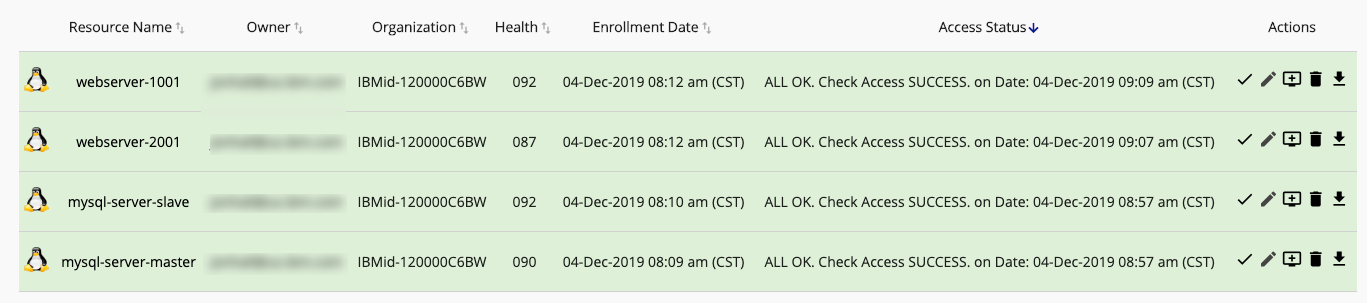 Resource Name Owner Organization Health Enrollment Date Access Status Actions
webserver-1001 IBMid-120000C6BW 092 04-Dec-2019 08:12 am (CST) ALL OK. Check Access SUCCESS. on Date: 04-Dec-2019 09:09 am (CST)
webserver-2001 IBMid-120000C6BW 087 04-Dec-2019 08:12 am (CST) ALL OK. Check Access SUCCESS. on Date: 04-Dec-2019 09:07 am (CST)
mysql-server-slave IBMid-120000C6BW 092 04-Dec-2019 08:10 am (CST) ALL OK. Check Access SUCCESS. on Date: 04-Dec-2019 08:57 am (CST)
mysql-server-master IBMid-120000C6BW 090 04-Dec-2019 08:09 am (CST) ALL OK. Check Access SUCCESS. on Date: 04-Dec-2019 08:57 am (CST)